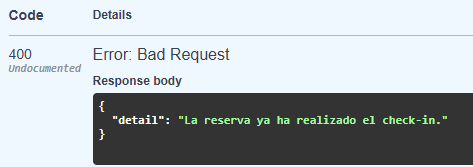 Code Details
400 Error: Bad Request
Undocumented
Response body
{
"detail": "La reserva ya ha realizado el check-in."
}